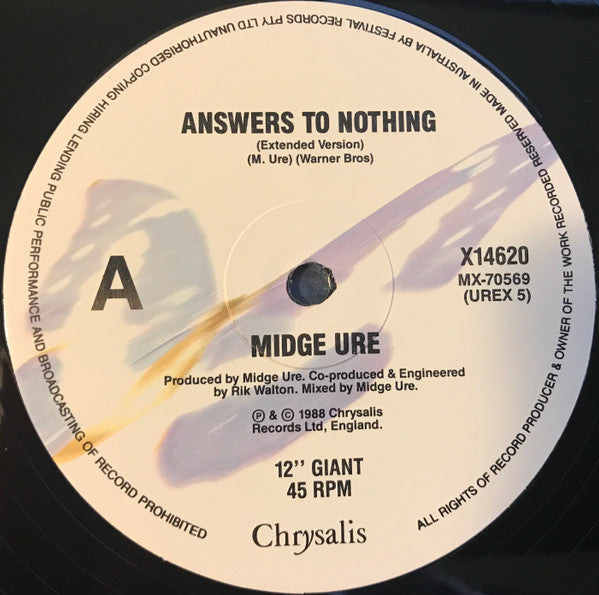 ANSWERS TO NOTHING
(Extended Version)
(M. Ure) (Warner Bros)
A
X14620
MX-70569
(UREX 5)
MIDGE URE
Produced by Midge Ure. Co-produced & Engineered
by Rik Walton. Mixed by Midge Ure.
Ⓟ & © 1988 Chrysalis
Records Ltd, England.
12’’ GIANT
45 RPM
Chrysalis
ALL RIGHTS OF RECORD PRODUCER & OWNER OF THE WORK RECORDED RESERVED MADE IN AUSTRALIA BY FESTIVAL RECORDS PTY LTD UNAUTHORISED COPYING HIRING LENDING PUBLIC PERFORMANCE AND BROADCASTING OF RECORD PROHIBITED